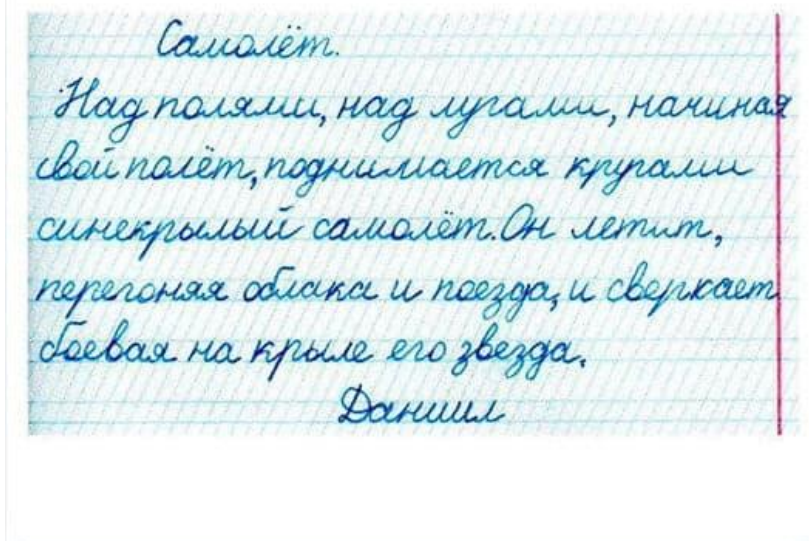 Самолёт.
Над полями, над лугами, начиная
свой полёт, поднимается кругами
синекрылый самолёт. Он летит,
перегоняя облака и поезда, и сверкает
боевая на крыле его звезда.
Даниил